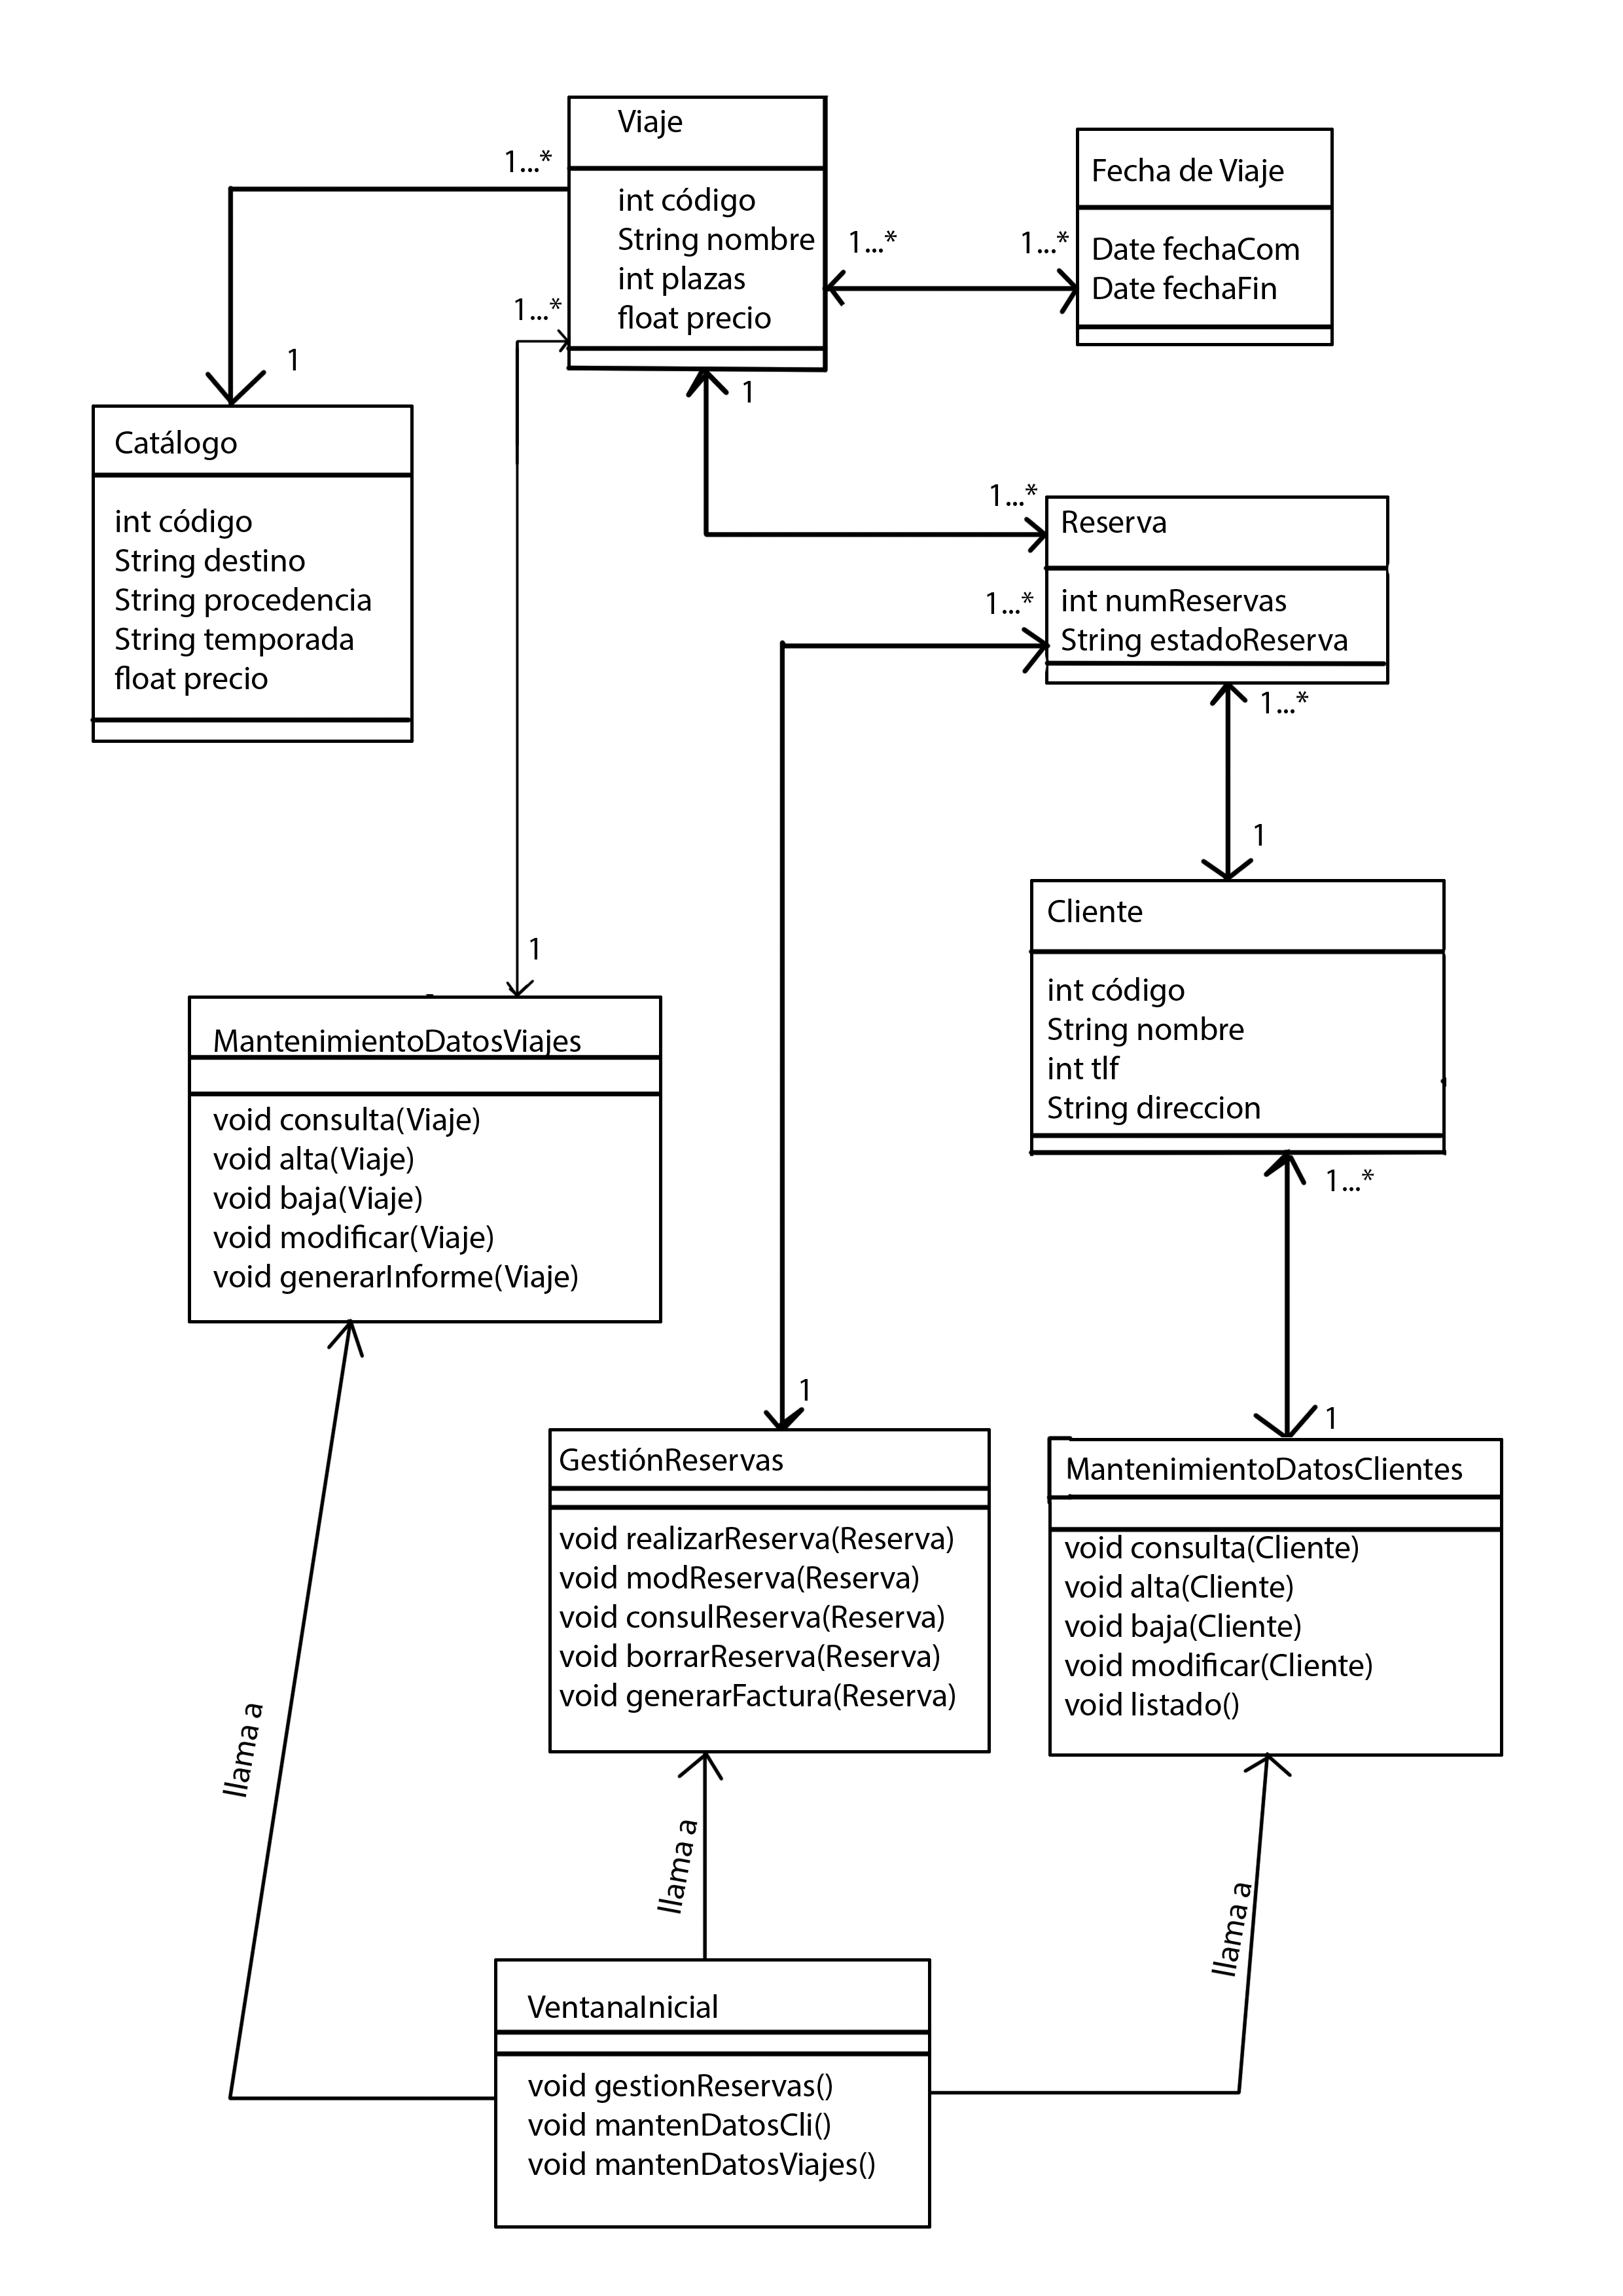 Viaje
int código
String nombre
int plazas
float precio
Fecha de Viaje
Date fechaCom
Date fechaFin
1...*
1
1...*
1...*
1...*
1
1...*
Catálogo
int código
String destino
String procedencia
String temporada
float precio
Reserva
int numReservas
String estadoReserva
1...*
1...*
1
1
Cliente
int código
String nombre
int tlf
String direccion
MantenimientoDatosViajes
void consulta(Viaje)
void alta(Viaje)
void baja(Viaje)
void modificar(Viaje)
void generarInforme(Viaje)
1...*
1
1
GestiónReservas
void realizarReserva(Reserva)
void modReserva(Reserva)
void consulReserva(Reserva)
void borrarReserva(Reserva)
void generarFactura(Reserva)
MantenimientoDatosClientes
void consulta(Cliente)
void alta(Cliente)
void baja(Cliente)
void modificar(Cliente)
void listado()
llama a
llama a
llama a
VentanaInicial
void gestionReservas()
void mantenDatosCli()
void mantenDatosViajes()